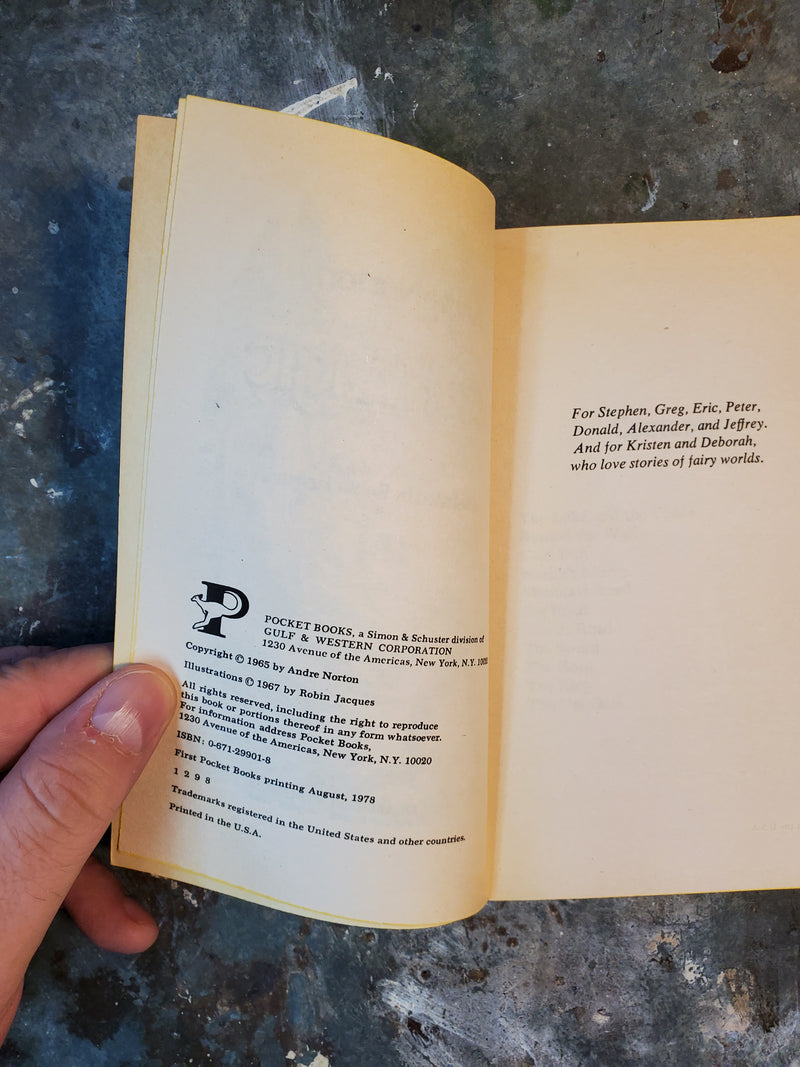 P
POCKET BOOKS, a Simon & Schuster division of
GULF & WESTERN CORPORATION
1230 Avenue of the Americas, New York, N.Y.
Copyright © 1965 by Andre Norton
Illustrations © 1967 by Robin Jacques
All rights reserved, including the right to reproduce
this book or portions thereof in any form whatsoever.
For information address Pocket Books,
1230 Avenue of the Americas, New York, N.Y. 10020
ISBN: 0-671-29901-8
First Pocket Books printing August, 1978
1 2 9 8
Trademarks registered in the United States and other countries.
Printed in the U.S.A.
For Stephen, Greg, Eric, Peter,
Donald, Alexander, and Jeffrey.
And for Kristen and Deborah,
who love stories of fairy worlds.